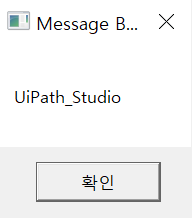 Message B...
UiPath_Studio
확인